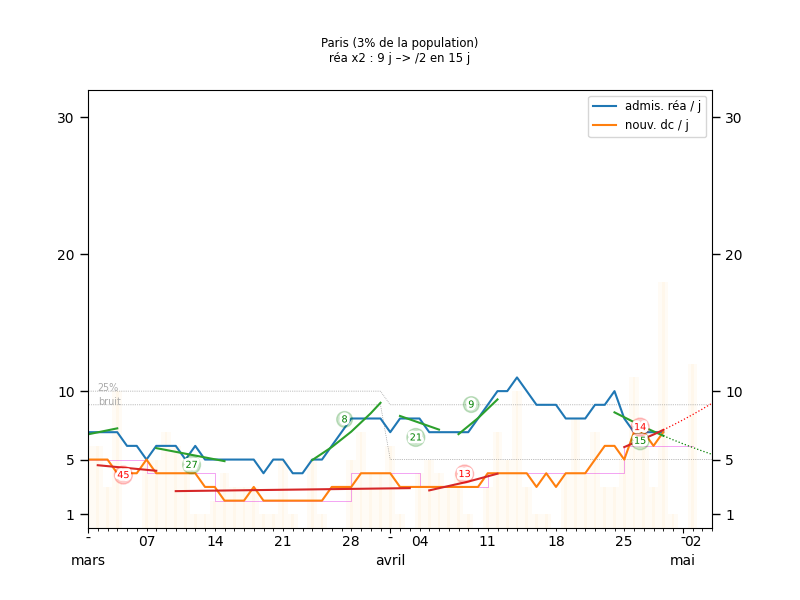 Paris (3% de la population)
réa x2 : 9 j –> /2 en 15 j
admis. réa / j
nouv. dc / j
30
30
20
20
10
10
5
5
1
1
25%
bruit
45
27
8
21
9
13
14
15
- 07 14 21 28 - 04 11 18 25 - 02
mars avril mai